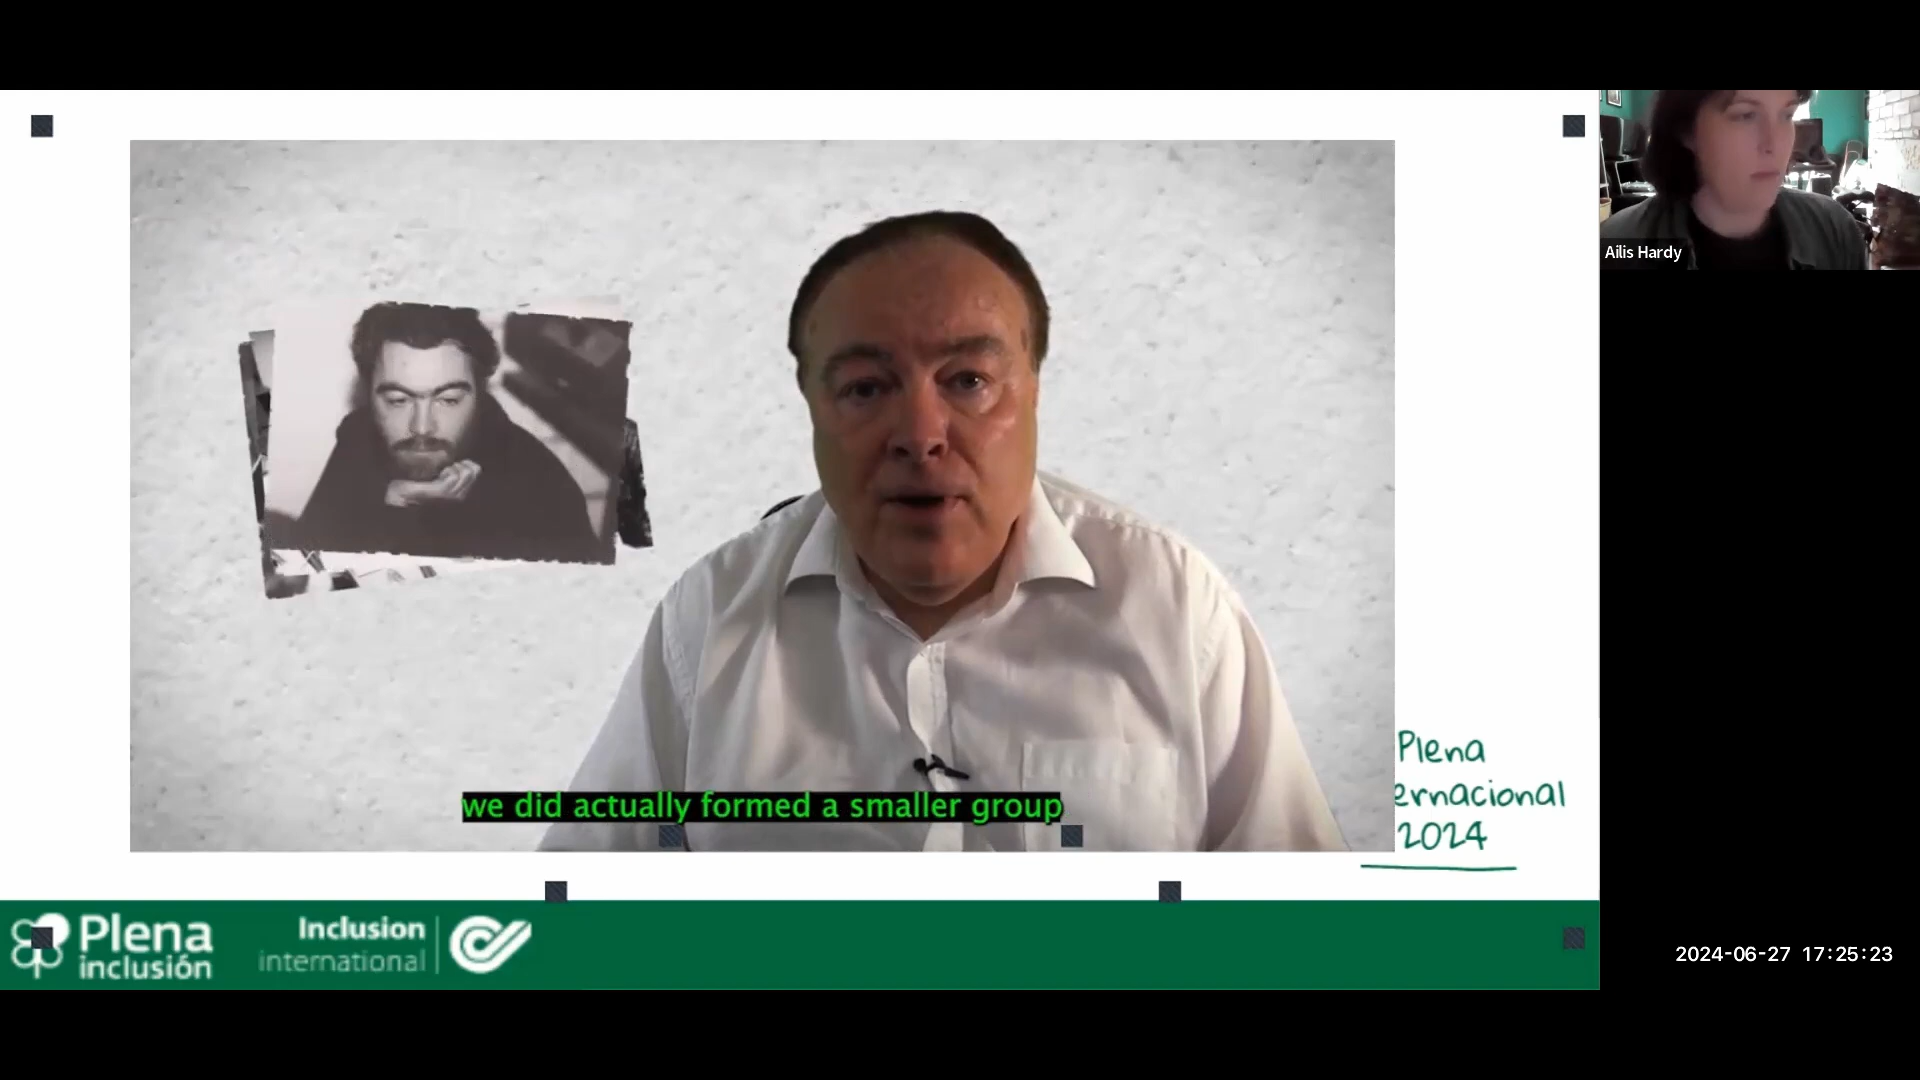 Ailis Hardy
we did actually formed a smaller group
Plena
ernacional
2024
Plena
inclusión
Inclusion
international
2024-06-27 17:25:23